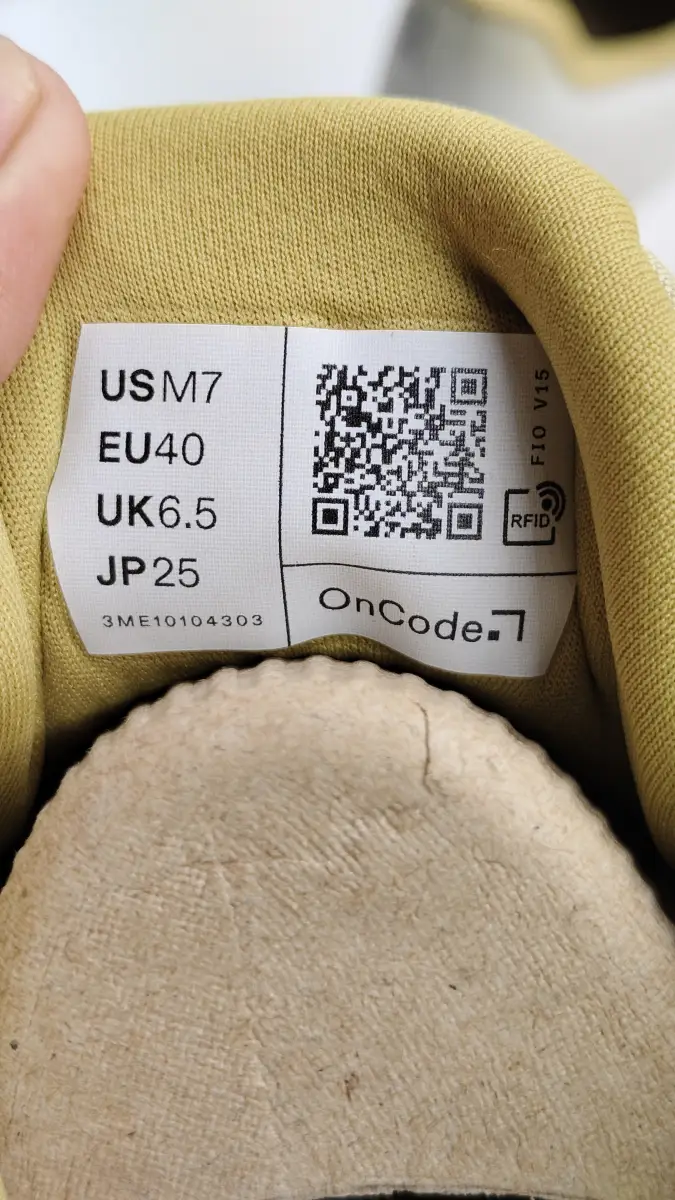 USM7
EU40
UK6.5
JP25
3ME10104303
FIO V15
RFID
OnCode